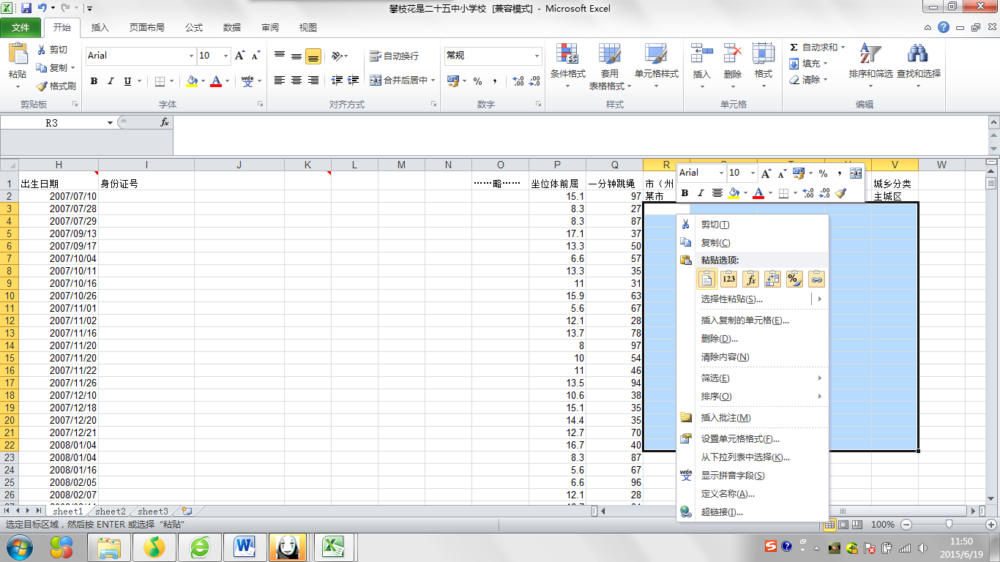 攀枝花是二十五中小学校 [兼容模式] - Microsoft Excel
文件 开始 插入 页面布局 公式 数据 审阅 视图
粘贴 剪切 复制 格式刷 剪贴板
Arial 10 B I U 字体
自动换行 合并后居中 对齐方式
常规 % 数字
条件格式 套用表格格式 单元格样式 样式
插入 删除 格式 单元格
Σ 自动求和 填充 清除 排序和筛选 查找和选择 编辑
R3 fx
H I J K L M N O P Q R V W
1 出生日期 身份证号 ……略…… 坐位体前屈 一分钟跳绳 市（州 城乡分类
2 2007/07/10 15.1 97 某市 主城区
3 2007/07/28 8.3 27
4 2007/07/29 8.3 87
5 2007/09/13 17.1 37
6 2007/09/17 13.3 50
7 2007/10/04 6.6 57
8 2007/10/11 13.3 35
9 2007/10/16 11 31
10 2007/10/26 15.9 63
11 2007/11/01 5.6 67
12 2007/11/02 12.1 28
13 2007/11/16 13.7 78
14 2007/11/20 8 97
15 2007/11/20 10 54
16 2007/11/22 11 46
17 2007/11/26 13.5 94
18 2007/12/10 10.6 38
19 2007/12/18 15.1 35
20 2007/12/20 14.4 35
21 2007/12/21 12.7 70
22 2008/01/04 16.7 40
23 2008/01/04 8.3 87
24 2008/01/16 5.6 67
25 2008/02/05 6.6 96
26 2008/02/07 12.1 28
Arial 10 A A % ,
B I A
剪切(T)
复制(C)
粘贴选项:
123 fx %
选择性粘贴(S)...
插入复制的单元格(E)...
删除(D)...
清除内容(N)
筛选(E)
排序(O)
插入批注(M)
设置单元格格式(F)...
从下拉列表中选择(K)...
显示拼音字段(S)
定义名称(A)...
超链接(I)...
sheet1 sheet2 sheet3
选定目标区域，然后按 ENTER 或选择“粘贴” 100%
11:50
2015/6/19